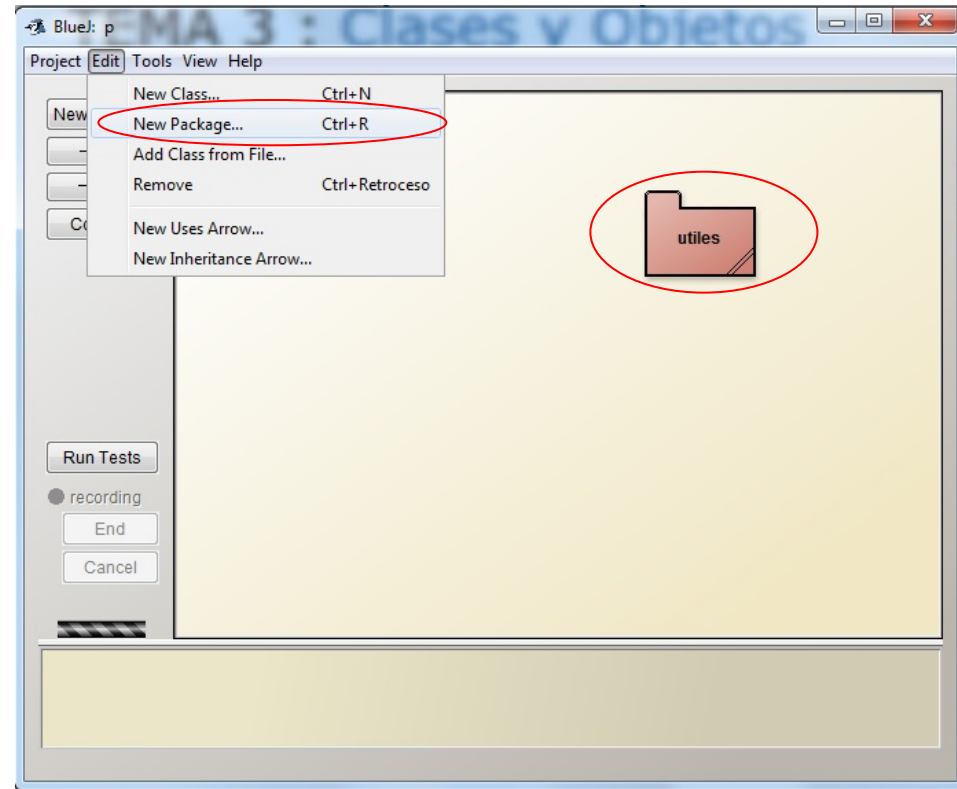 TEMA 3 : Clases y Objetos
BlueJ: p
Project Edit Tools View Help
New Class... Ctrl+N
New
New Package... Ctrl+R
Add Class from File...
Remove Ctrl+Retroceso
New Uses Arrow...
New Inheritance Arrow...
utiles
Run Tests
recording
End
Cancel